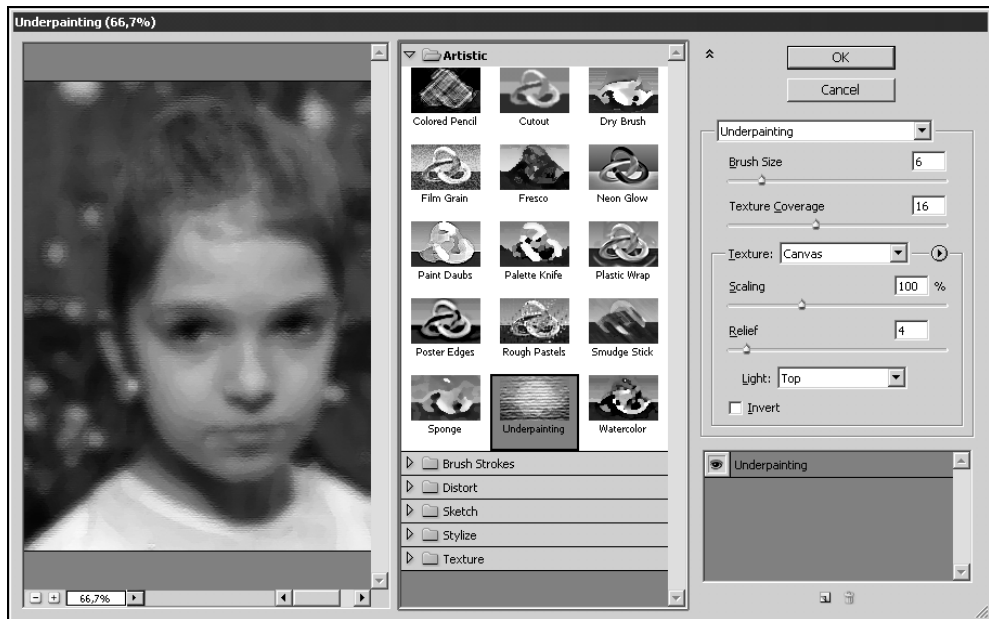 Underpainting (66,7%)
Artistic
Colored Pencil
Cutout
Dry Brush
Film Grain
Fresco
Neon Glow
Paint Daubs
Palette Knife
Plastic Wrap
Poster Edges
Rough Pastels
Smudge Stick
Sponge
Underpainting
Watercolor
Brush Strokes
Distort
Sketch
Stylize
Texture
66,7%
OK
Cancel
Underpainting
Brush Size 6
Texture Coverage 16
Texture: Canvas
Scaling 100 %
Relief 4
Light: Top
Invert
Underpainting